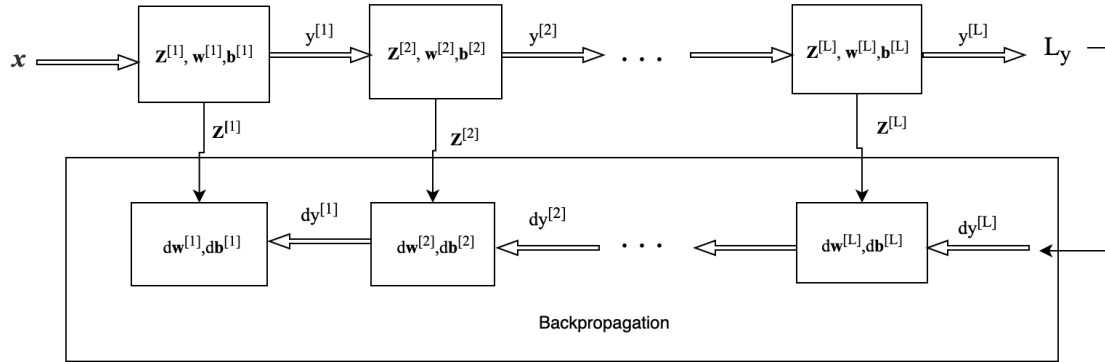 x
Z^[1], w^[1],b^[1]
y^[1]
Z^[2], w^[2],b^[2]
y^[2]
. . .
Z^[L], w^[L],b^[L]
y^[L]
L_y
Z^[1]
Z^[2]
Z^[L]
dw^[1],db^[1]
dy^[1]
dw^[2],db^[2]
dy^[2]
. . .
dw^[L],db^[L]
dy^[L]
Backpropagation